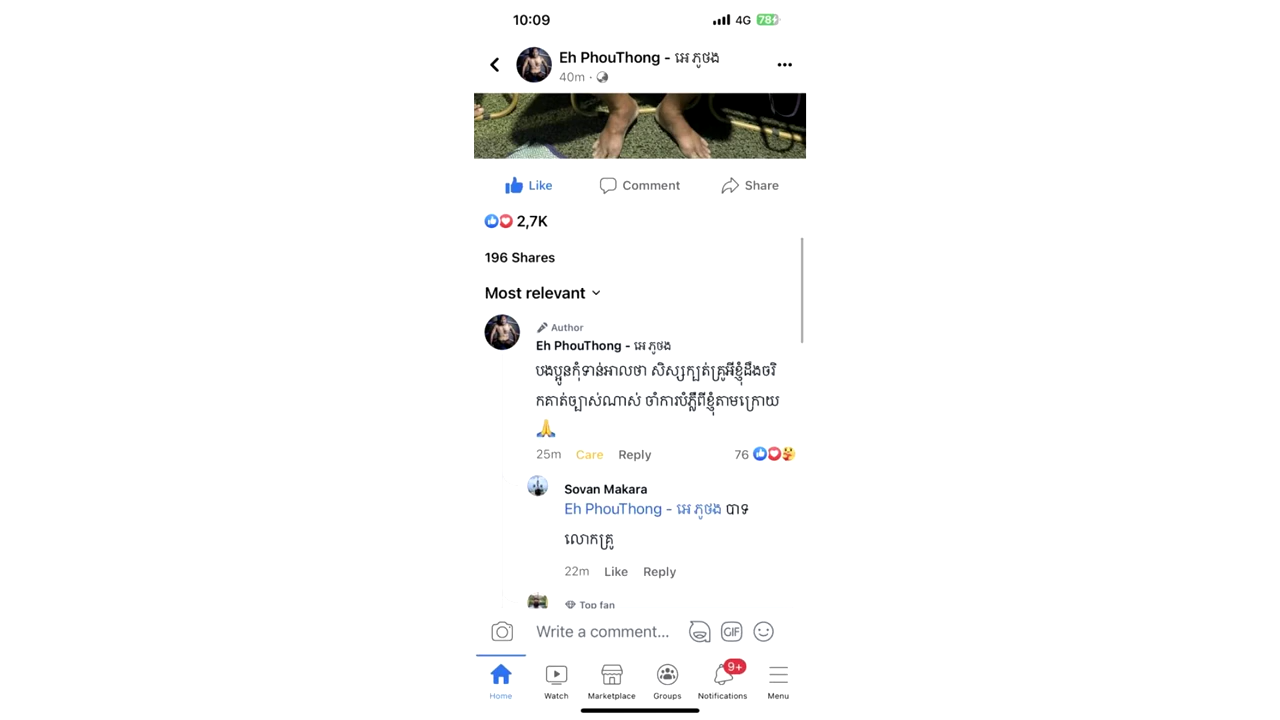 10:09
4G 78
Eh PhouThong - អេ ភូថង
40m
Like Comment Share
2,7K
196 Shares
Most relevant
Author
Eh PhouThong - អេ ភូថង
បងប្អូនកុំទាន់អាលថា សិស្សក្បត់គ្រូអីខ្ញុំដឹងចរិ
កគាត់ច្បាស់ណាស់ ចាំការបំភ្លឺពីខ្ញុំតាមក្រោយ
🙏
25m Care Reply 76
Sovan Makara
Eh PhouThong - អេ ភូថង បាទ
លោកគ្រូ
22m Like Reply
Top fan
Write a comment... GIF
9+
Home Watch Marketplace Groups Notifications Menu